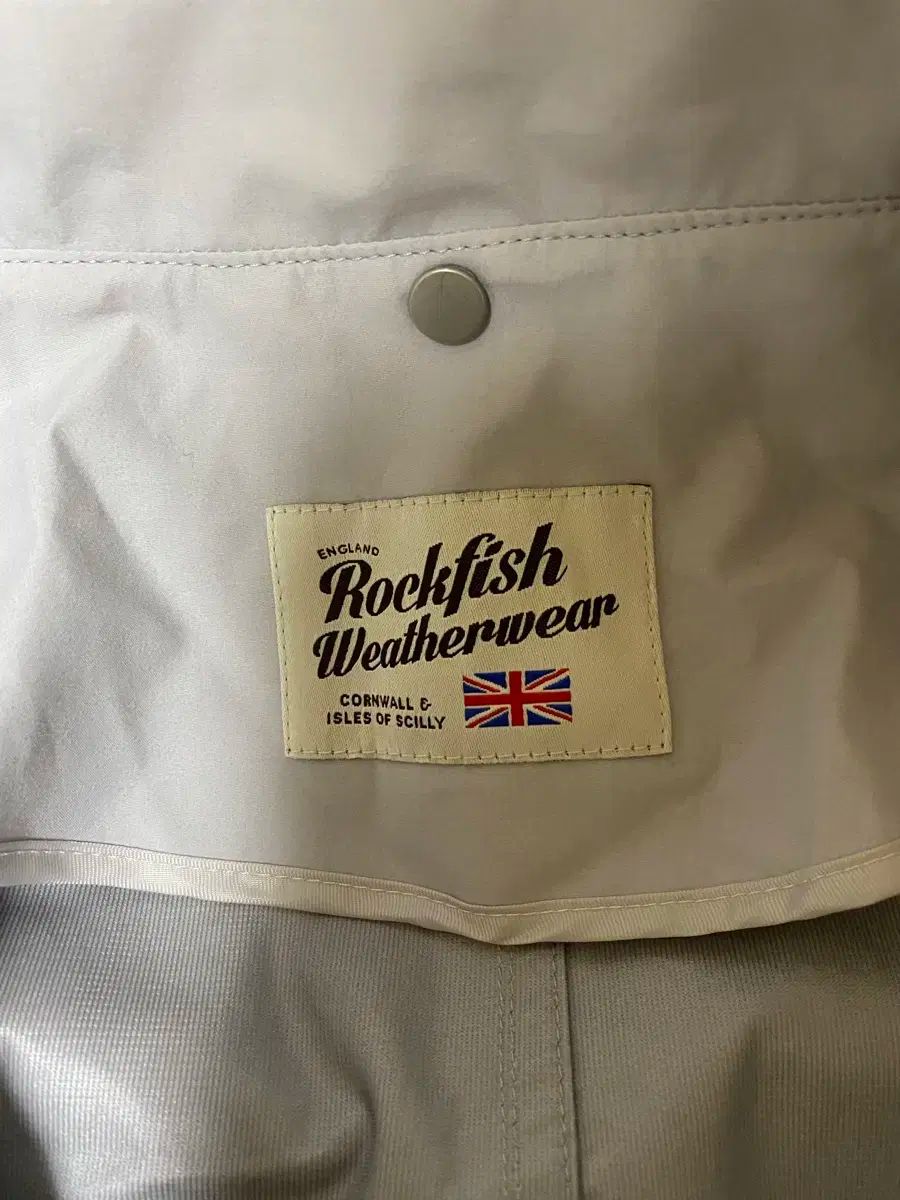 ENGLAND
Rockfish
Weatherwear
CORNWALL &
ISLES OF SCILLY